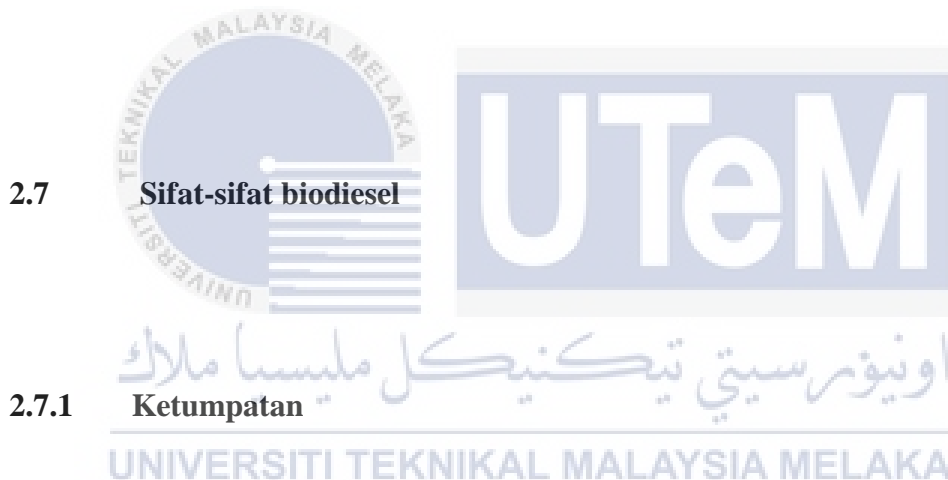 UNIVERSITI TEKNIKAL MALAYSIA MELAKA
UTeM
2.7 Sifat-sifat biodiesel
اونيۏرسيتي تيكنيكل مليسيا ملاك
2.7.1 Ketumpatan
UNIVERSITI TEKNIKAL MALAYSIA MELAKA